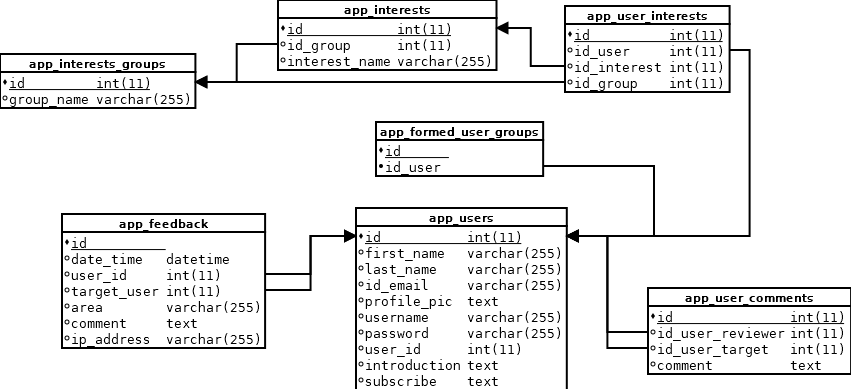 app_interests
id int(11)
id_group int(11)
interest_name varchar(255)
app_user_interests
id int(11)
id_user int(11)
id_interest int(11)
id_group int(11)
app_interests_groups
id int(11)
group_name varchar(255)
app_formed_user_groups
id
id_user
app_feedback
id
date_time datetime
user_id int(11)
target_user int(11)
area varchar(255)
comment text
ip_address varchar(255)
app_users
id int(11)
first_name varchar(255)
last_name varchar(255)
id_email varchar(255)
profile_pic text
username varchar(255)
password varchar(255)
user_id int(11)
introduction text
subscribe text
app_user_comments
id int(11)
id_user_reviewer int(11)
id_user_target int(11)
comment text